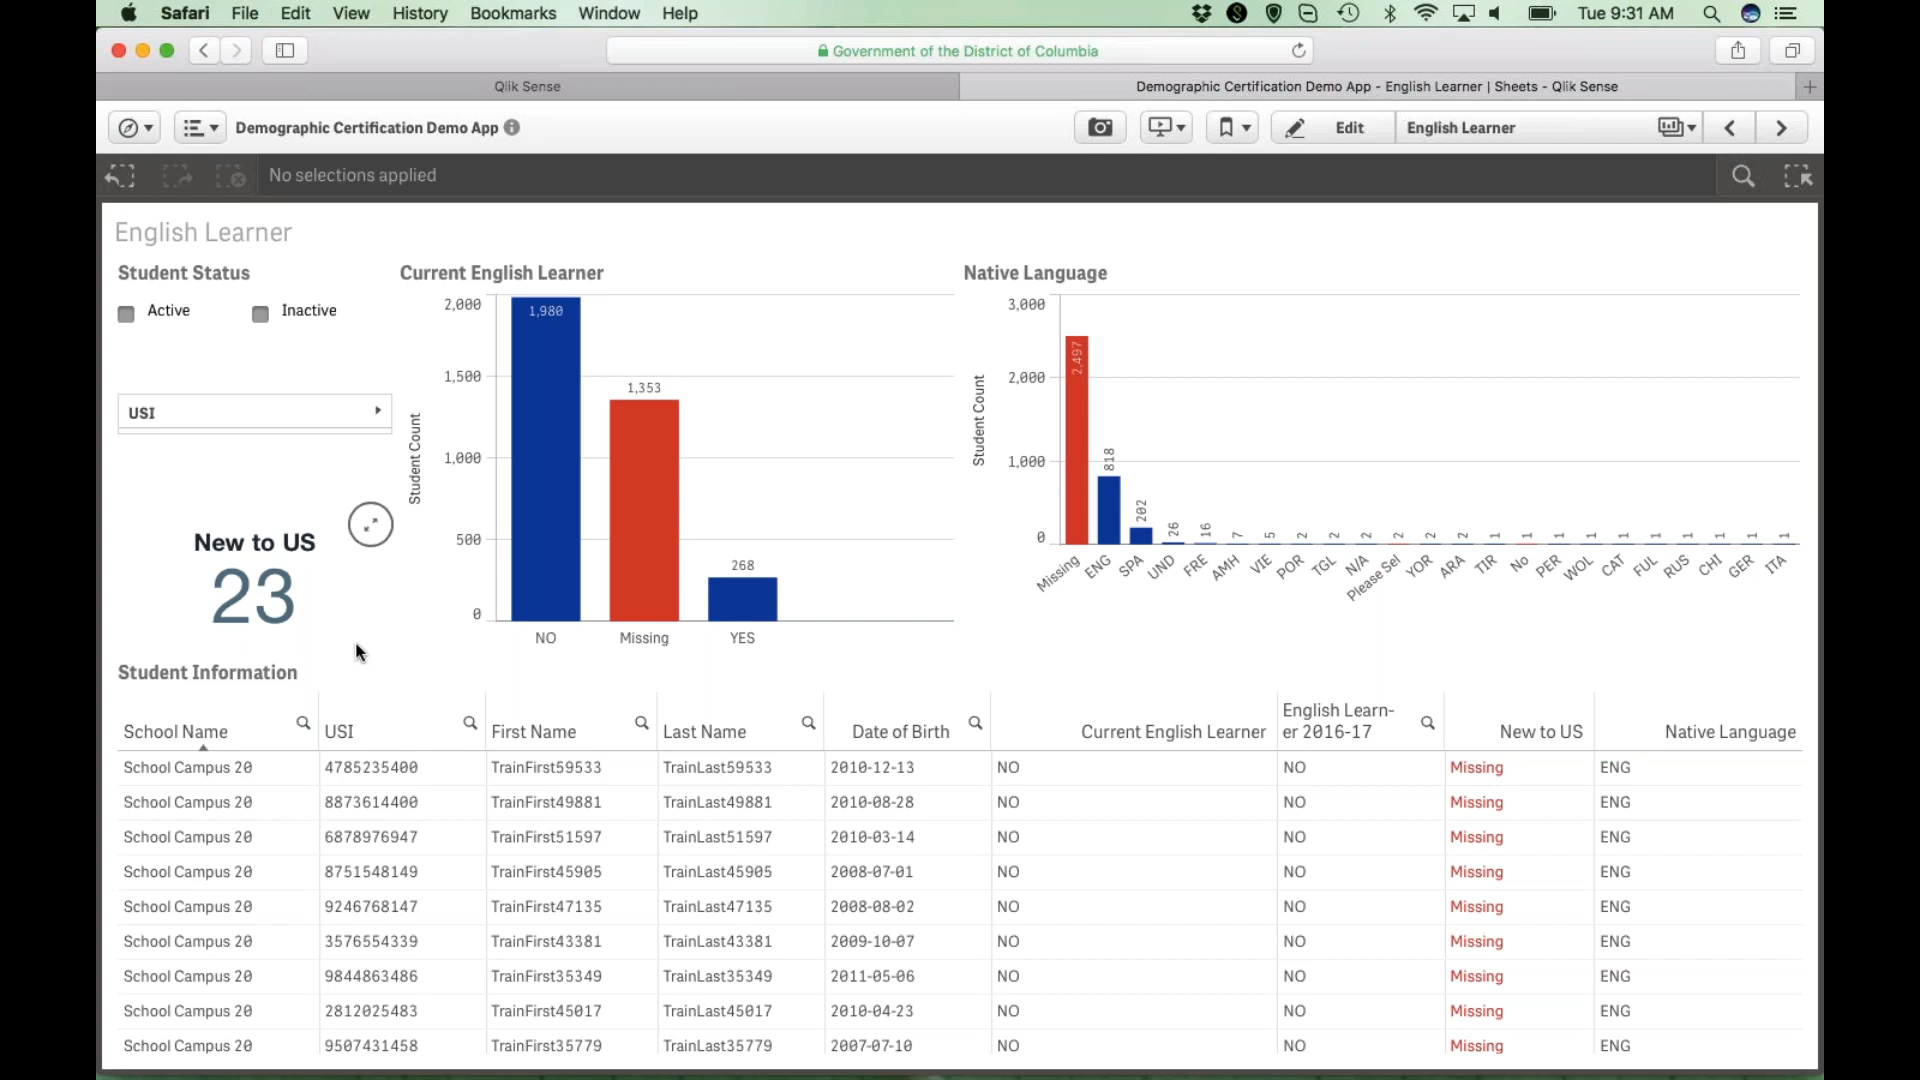 Safari File Edit View History Bookmarks Window Help Tue 9:31 AM
Government of the District of Columbia
Qlik Sense
Demographic Certification Demo App - English Learner | Sheets - Qlik Sense
Demographic Certification Demo App
Edit
English Learner
No selections applied
English Learner
Student Status
Active
Inactive
USI
New to US
23
Current English Learner
Student Count
2,000
1,500
1,000
500
0
1,980
1,353
268
NO Missing YES
Native Language
Student Count
3,000
2,000
1,000
0
2,497 818 202 26 16 7 5 2 2 2 2 2 2 1 1 1 1 1 1 1 1 1 1
Missing ENG SPA UND FRE AMH VIE POR TGL N/A Please Sel YOR ARA TIR No PER WOL CAT FUL RUS CHI GER ITA
Student Information
School Name USI First Name Last Name Date of Birth Current English Learner English Learn-
er 2016-17 New to US Native Language
School Campus 20 4785235400 TrainFirst59533 TrainLast59533 2010-12-13 NO NO Missing ENG
School Campus 20 8873614400 TrainFirst49881 TrainLast49881 2010-08-28 NO NO Missing ENG
School Campus 20 6878976947 TrainFirst51597 TrainLast51597 2010-03-14 NO NO Missing ENG
School Campus 20 8751548149 TrainFirst45905 TrainLast45905 2008-07-01 NO NO Missing ENG
School Campus 20 9246768147 TrainFirst47135 TrainLast47135 2008-08-02 NO NO Missing ENG
School Campus 20 3576554339 TrainFirst43381 TrainLast43381 2009-10-07 NO NO Missing ENG
School Campus 20 9844863486 TrainFirst35349 TrainLast35349 2011-05-06 NO NO Missing ENG
School Campus 20 2812025483 TrainFirst45017 TrainLast45017 2010-04-23 NO NO Missing ENG
School Campus 20 9507431458 TrainFirst35779 TrainLast35779 2007-07-10 NO NO Missing ENG